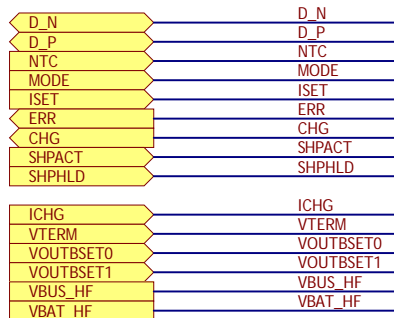 D_N D_N
D_P D_P
NTC NTC
MODE MODE
ISET ISET
ERR ERR
CHG CHG
SHPACT SHPACT
SHPHLD SHPHLD
ICHG ICHG
VTERM VTERM
VOUTBSET0 VOUTBSET0
VOUTBSET1 VOUTBSET1
VBUS_HF VBUS_HF
VBAT_HF VBAT_HF